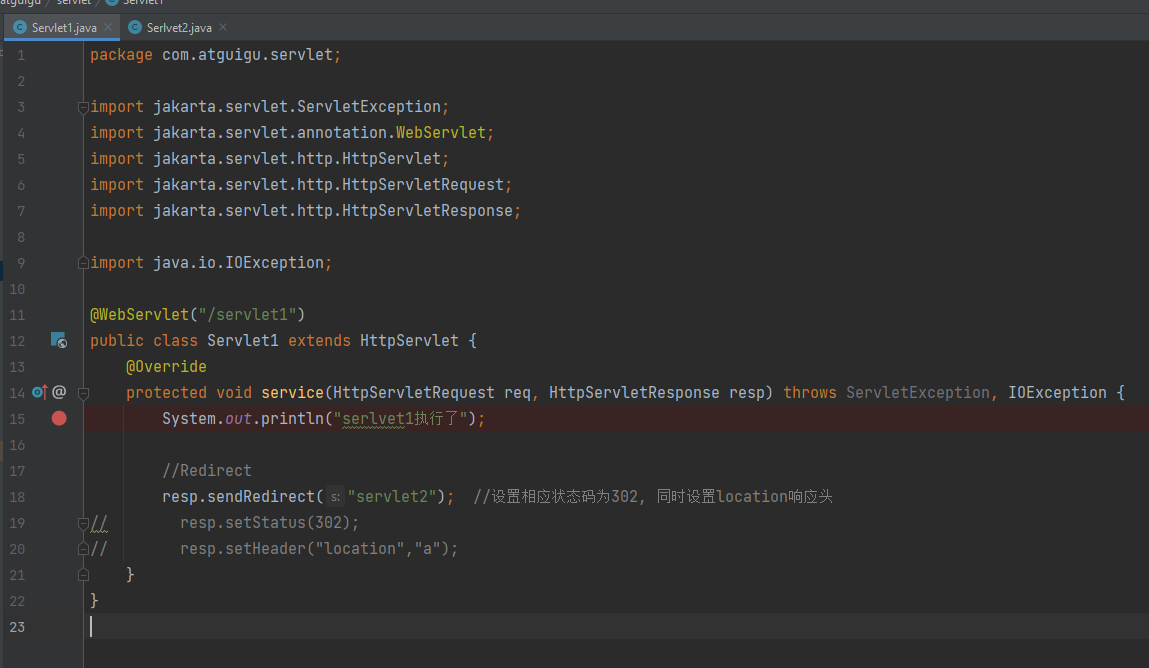 atguigu / servlet / Servlet1
Servlet1.java Serlvet2.java
1 package com.atguigu.servlet;
2
3 import jakarta.servlet.ServletException;
4 import jakarta.servlet.annotation.WebServlet;
5 import jakarta.servlet.http.HttpServlet;
6 import jakarta.servlet.http.HttpServletRequest;
7 import jakarta.servlet.http.HttpServletResponse;
8
9 import java.io.IOException;
10
11 @WebServlet("/servlet1")
12 public class Servlet1 extends HttpServlet {
13 @Override
14 @ protected void service(HttpServletRequest req, HttpServletResponse resp) throws ServletException, IOException {
15 System.out.println("serlvet1执行了");
16
17 //Redirect
18 resp.sendRedirect( s: "servlet2"); //设置相应状态码为302, 同时设置location响应头
19 // resp.setStatus(302);
20 // resp.setHeader("location","a");
21 }
22 }
23